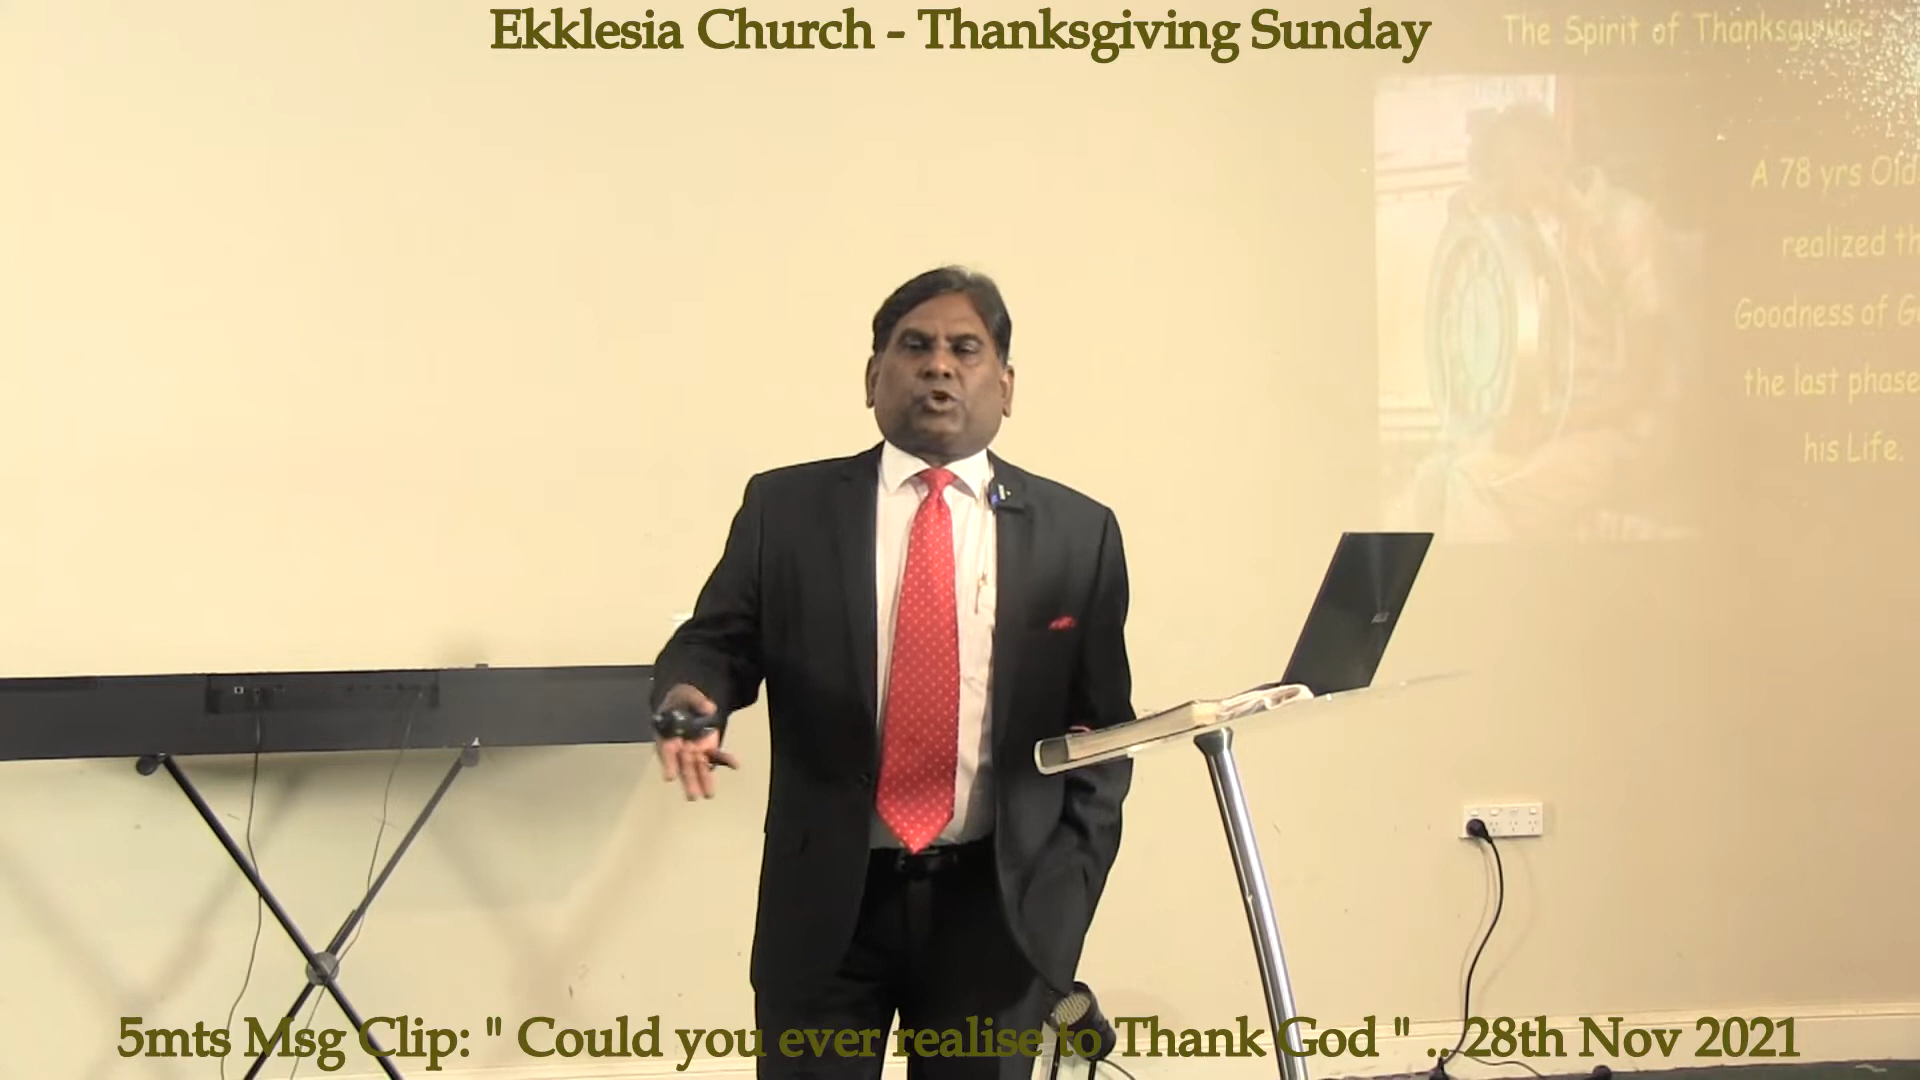 Ekklesia Church - Thanksgiving Sunday
The Spirit of Thanksgiving
A 78 yrs Old
realized
Goodness of
the last phase
his Life.
5mts Msg Clip: " Could you ever realise to Thank God " .. 28th Nov 2021